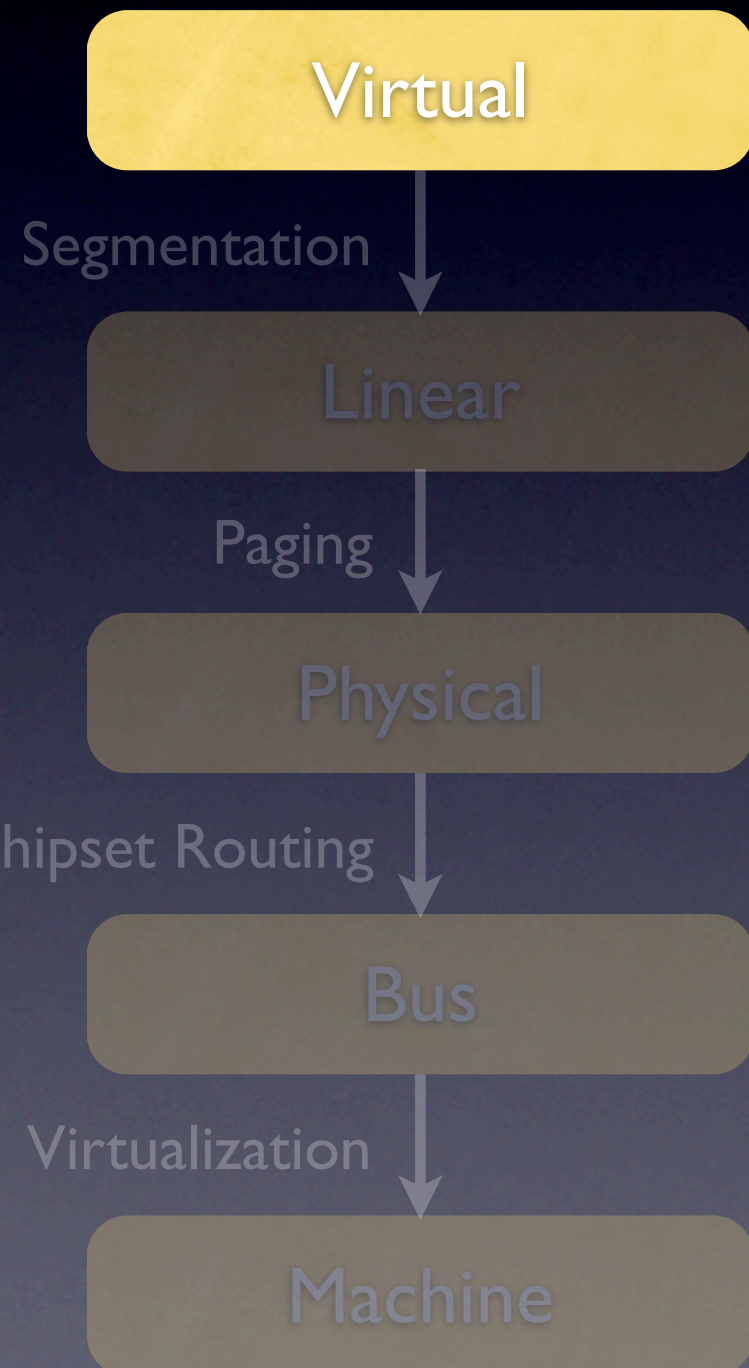 Virtual
Segmentation
Linear
Paging
Physical
hipset Routing
Bus
Virtualization
Machine